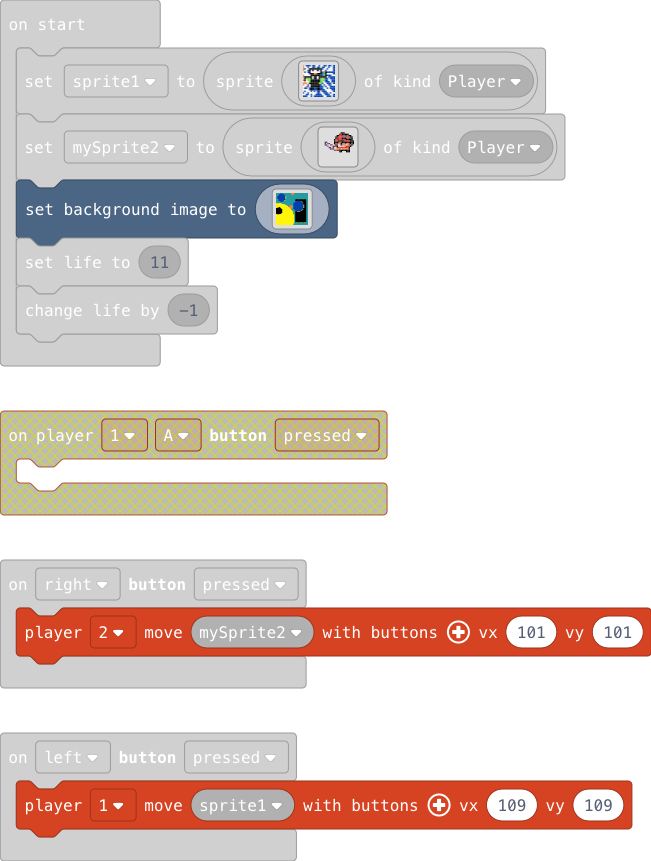 on start
set sprite1 to sprite of kind Player
set mySprite2 to sprite of kind Player
set background image to
set life to 11
change life by -1
on player 1 A button pressed
on right button pressed
player 2 move mySprite2 with buttons vx 101 vy 101
on left button pressed
player 1 move sprite1 with buttons vx 109 vy 109